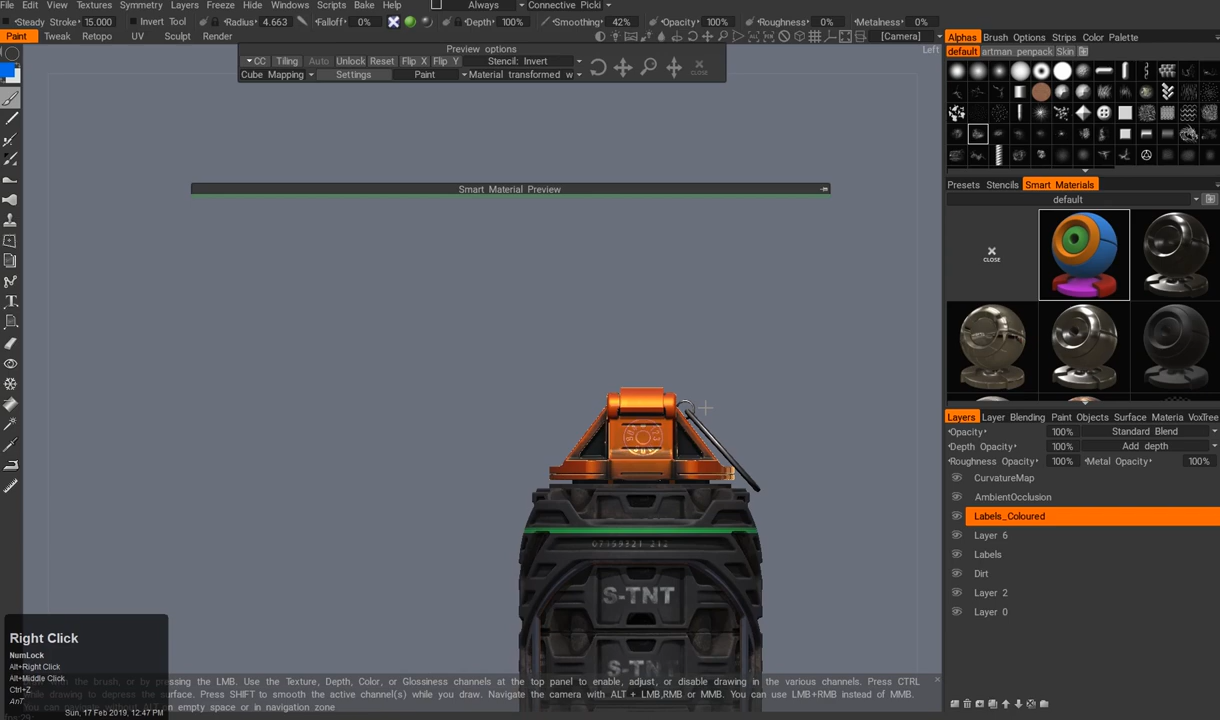 File Edit View Textures Symmetry Layers Freeze Hide Windows Scripts Bake Help Always Connective Picki
Steady Stroke 15.000 Invert Tool Radius 4.663 Falloff 0% Depth 100% Smoothing 42% Opacity 100% Roughness 0% Metalness 0%
Paint Tweak Retopo UV Sculpt Render [Camera] Alphas Brush Options Strips Color Palette
Left
Preview options
default artman penpack Skin
CC Tiling Auto Unlock Reset Flip X Flip Y Stencil: Invert
CLOSE
Cube Mapping Settings Paint Material transformed w
Smart Material Preview
Presets Stencils Smart Materials
default
CLOSE
Layers Layer Blending Paint Objects Surface Materia VoxTree
Opacity 100% Standard Blend
Depth Opacity 100% Add depth
Roughness Opacity 100% Metal Opacity 100%
CurvatureMap
AmbientOcclusion
Labels_Coloured
Layer 6
Labels
Dirt
Layer 2
Layer 0
S-TNT
S-TNT
Right Click
NumLock
Alt+Right Click
Alt+Middle Click
Ctrl+Z
with the brush, or by pressing the LMB. Use the Texture, Depth, Color, or Glossiness channels at the top panel to enable, adjust, or disable drawing in the various channels. Press CTRL
while drawing to depress the surface. Press SHIFT to smooth the active channel(s) while you draw. Navigate the camera with ALT + LMB,RMB or MMB. You can use LMB+RMB instead of MMB.
on empty space or in navigation zone
Sun, 17 Feb 2019, 12:47 PM